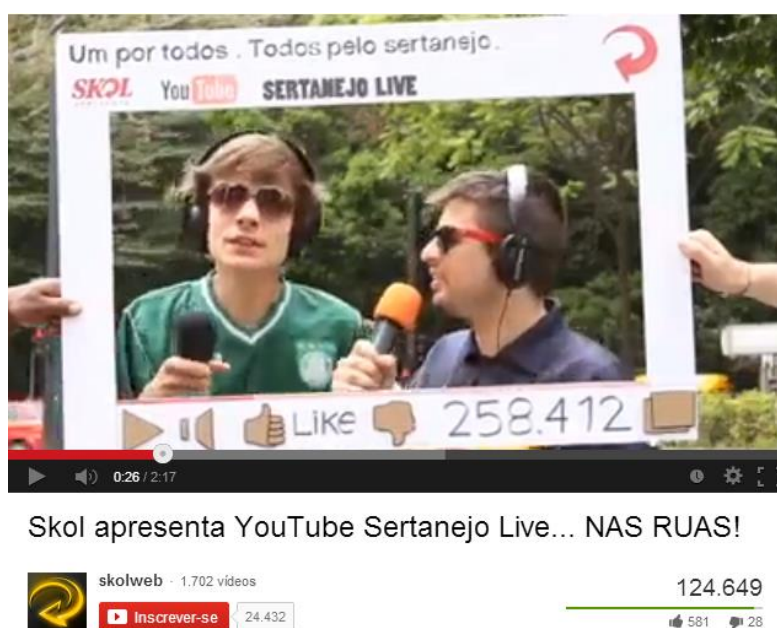 Um por todos . Todos pelo sertanejo.
SKOL YouTube SERTANEJO LIVE
Like 258.412
0:26 / 2:17
Skol apresenta YouTube Sertanejo Live... NAS RUAS!
skolweb · 1.702 vídeos
124.649
Inscrever-se 24.432
581 28